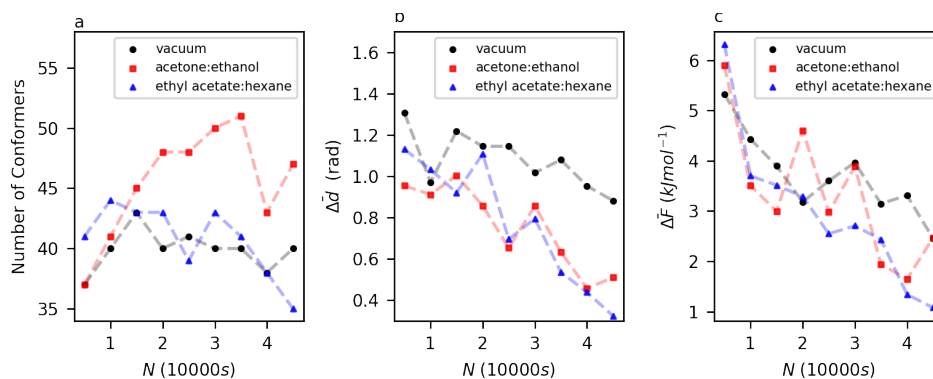 a
vacuum
acetone:ethanol
ethyl acetate:hexane
Number of Conformers
55
50
45
40
35
1 2 3 4
N (10000s)
b
vacuum
acetone:ethanol
ethyl acetate:hexane
Δd̄ (rad)
1.6
1.4
1.2
1.0
0.8
0.6
0.4
1 2 3 4
N (10000s)
c
vacuum
acetone:ethanol
ethyl acetate:hexane
ΔF̄ (kJmol⁻¹)
6
5
4
3
2
1
1 2 3 4
N (10000s)